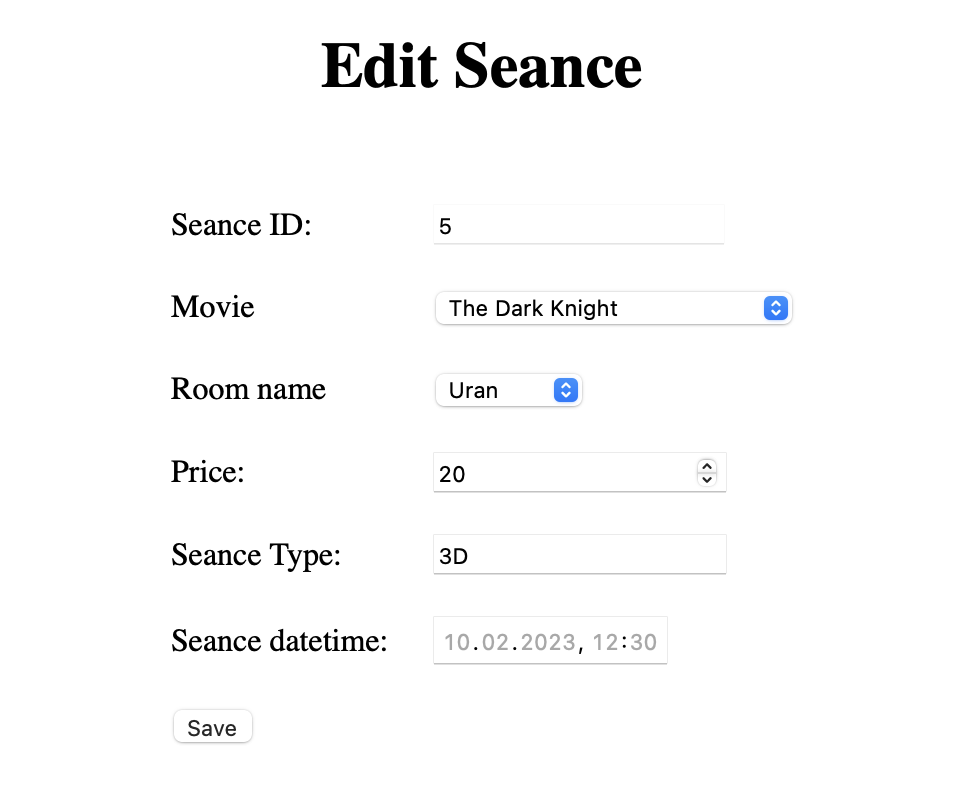 Edit Seance
Seance ID: 5
Movie The Dark Knight
Room name Uran
Price: 20
Seance Type: 3D
Seance datetime: 10.02.2023, 12:30
Save